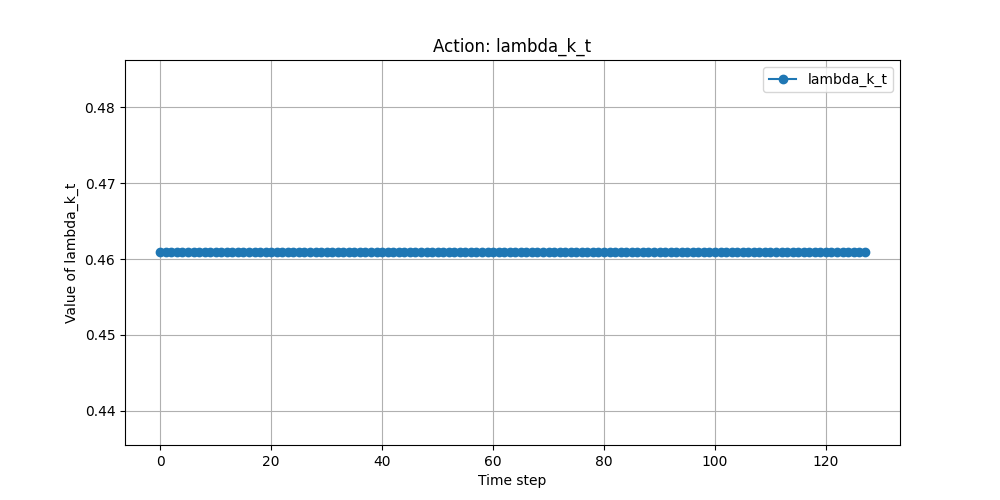 Action: lambda_k_t
lambda_k_t
Value of lambda_k_t
0.48
0.47
0.46
0.45
0.44
0 20 40 60 80 100 120
Time step